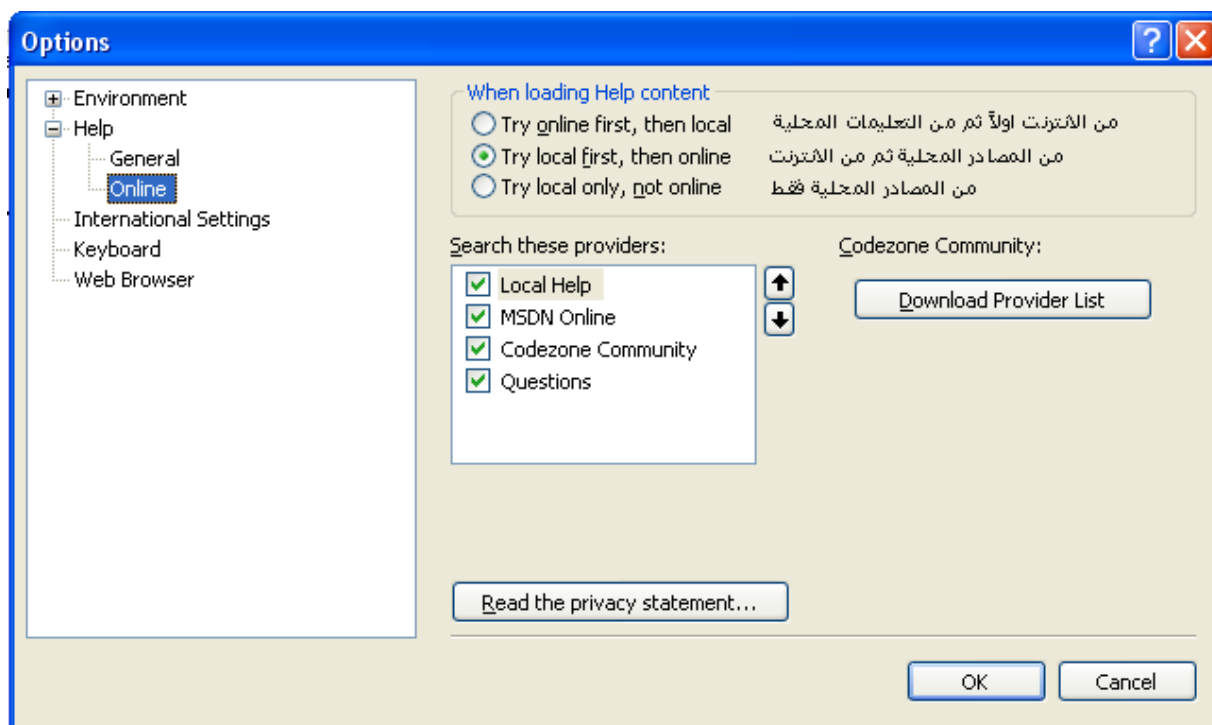 Options
Environment
Help
General
Online
International Settings
Keyboard
Web Browser
When loading Help content
Try online first, then local من الانترنت اولاً ثم من التعليمات المحلية
Try local first, then online من المصادر المحلية ثم من الانترنت
Try local only, not online من المصادر المحلية فقط
Search these providers:
Local Help
MSDN Online
Codezone Community
Questions
Codezone Community:
Download Provider List
Read the privacy statement...
OK
Cancel